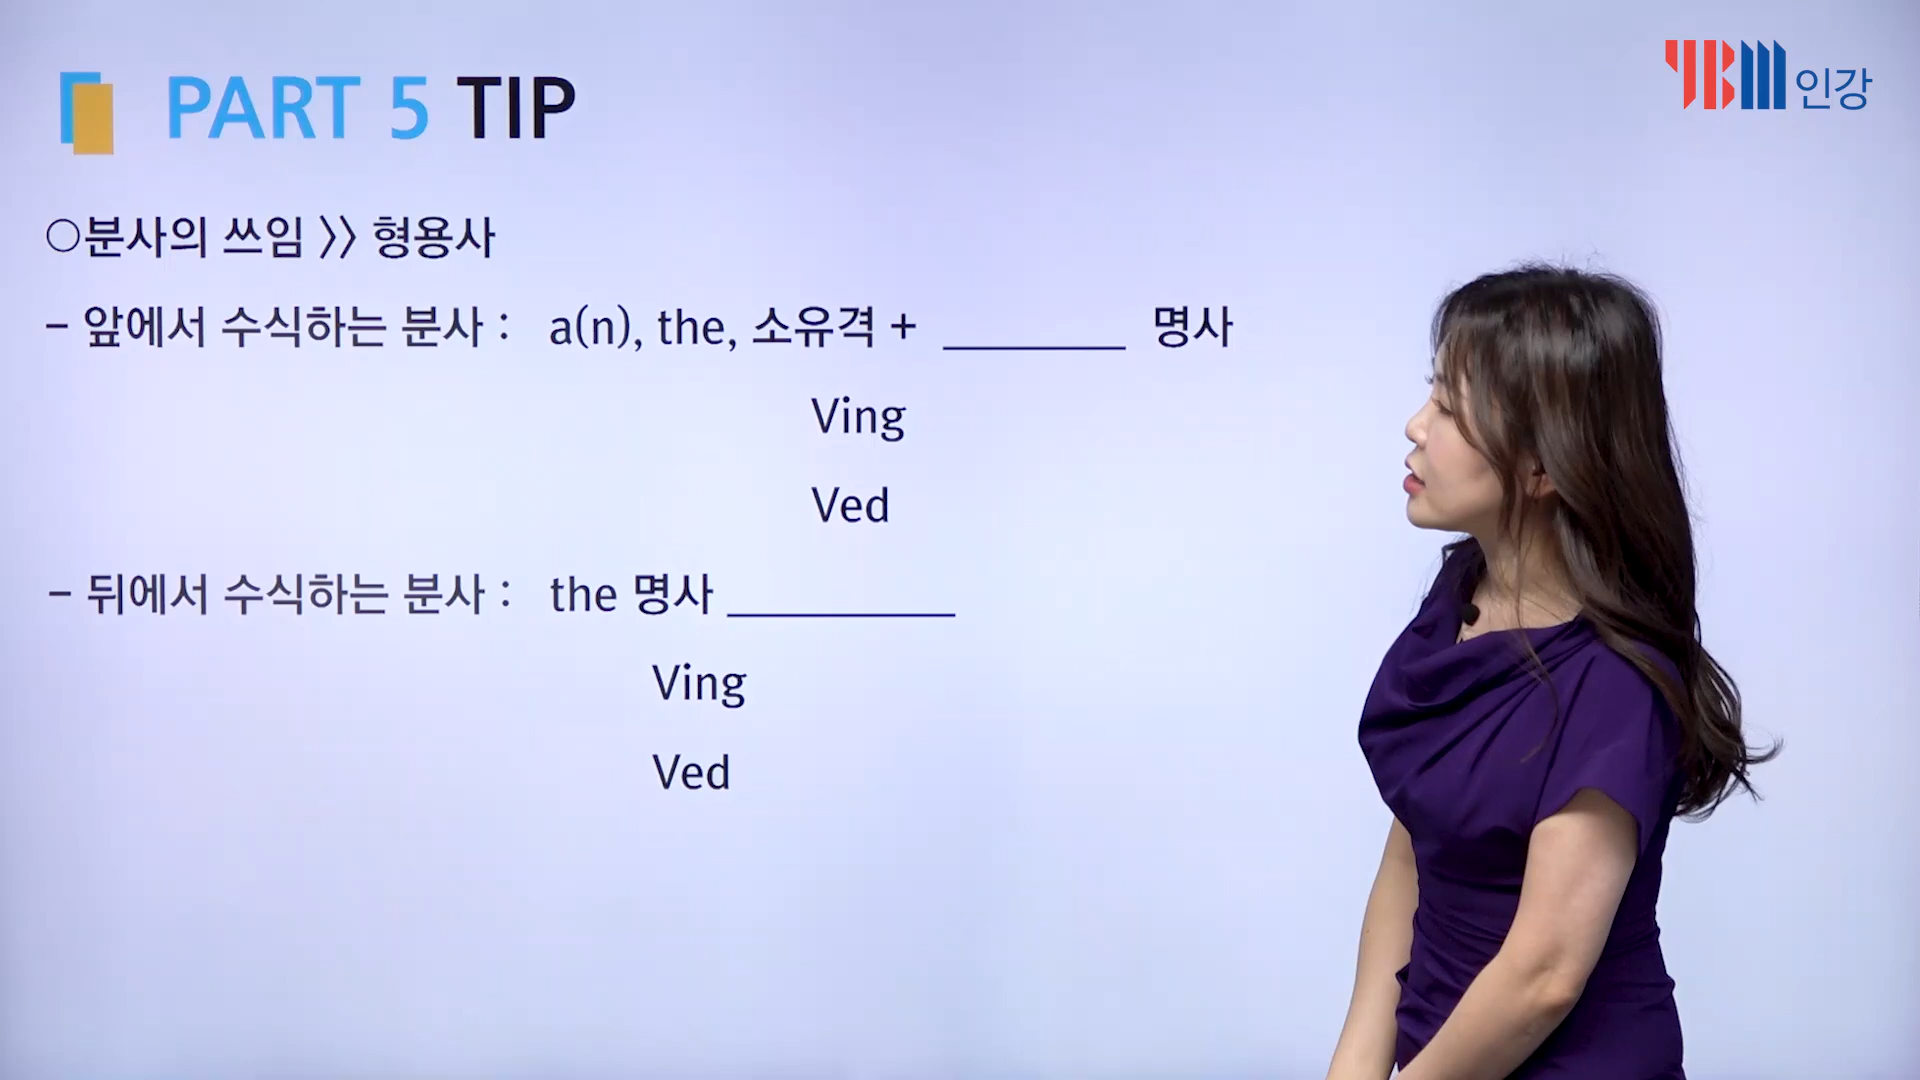 PART 5 TIP
YBM 인강
○분사의 쓰임 >> 형용사
- 앞에서 수식하는 분사 : a(n), the, 소유격 + ________ 명사
Ving
Ved
- 뒤에서 수식하는 분사 : the 명사 __________
Ving
Ved